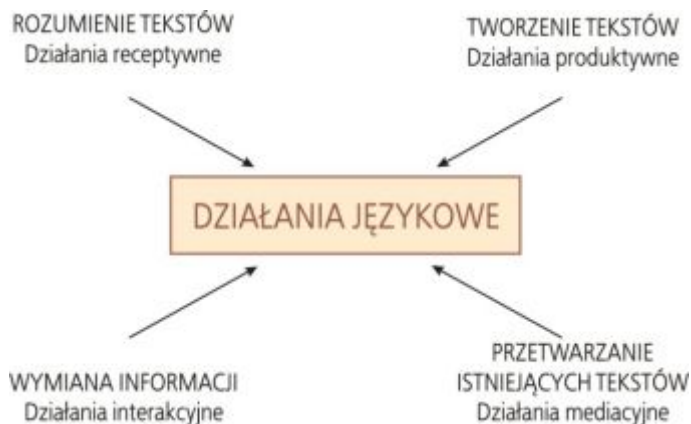 ROZUMIENIE TEKSTÓW
Działania receptywne
TWORZENIE TEKSTÓW
Działania produktywne
DZIAŁANIA JĘZYKOWE
WYMIANA INFORMACJI
Działania interakcyjne
PRZETWARZANIE
ISTNIEJĄCYCH TEKSTÓW
Działania mediacyjne